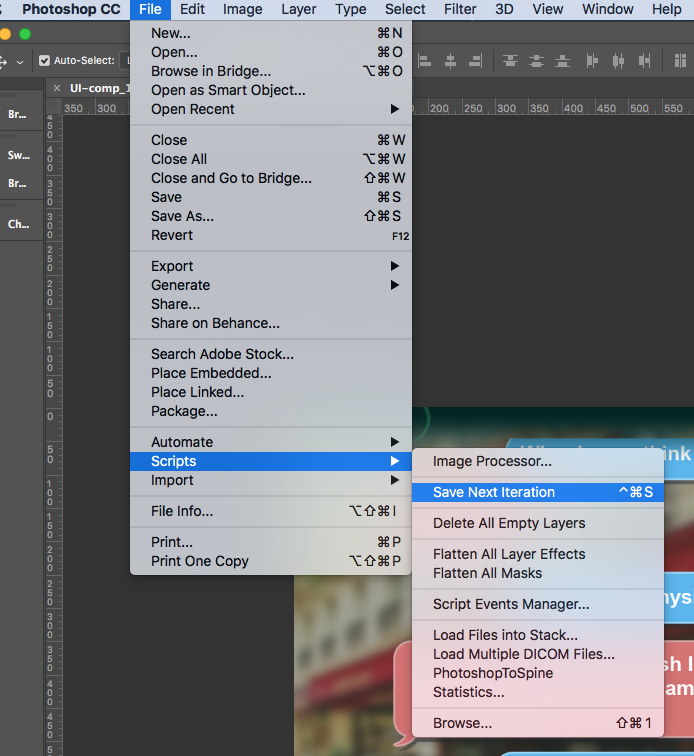 Photoshop CC File Edit Image Layer Type Select Filter 3D View Window Help
Auto-Select:
UI-comp_1
350 300 200 250 300 350 400 450 500 550
Br...
Sw...
Br...
Ch...
New... ⌘N
Open... ⌘O
Browse in Bridge... ⌥⌘O
Open as Smart Object...
Open Recent ▶
Close ⌘W
Close All ⌥⌘W
Close and Go to Bridge... ⇧⌘W
Save ⌘S
Save As... ⇧⌘S
Revert F12
Export ▶
Generate ▶
Share...
Share on Behance...
Search Adobe Stock...
Place Embedded...
Place Linked...
Package...
Automate ▶
Scripts ▶
Import ▶
File Info... ⌥⇧⌘I
Print... ⌘P
Print One Copy ⌥⇧⌘P
Image Processor...
Save Next Iteration ^⌘S
Delete All Empty Layers
Flatten All Layer Effects
Flatten All Masks
Script Events Manager...
Load Files into Stack...
Load Multiple DICOM Files...
PhotoshopToSpine
Statistics...
Browse... ⇧⌘1